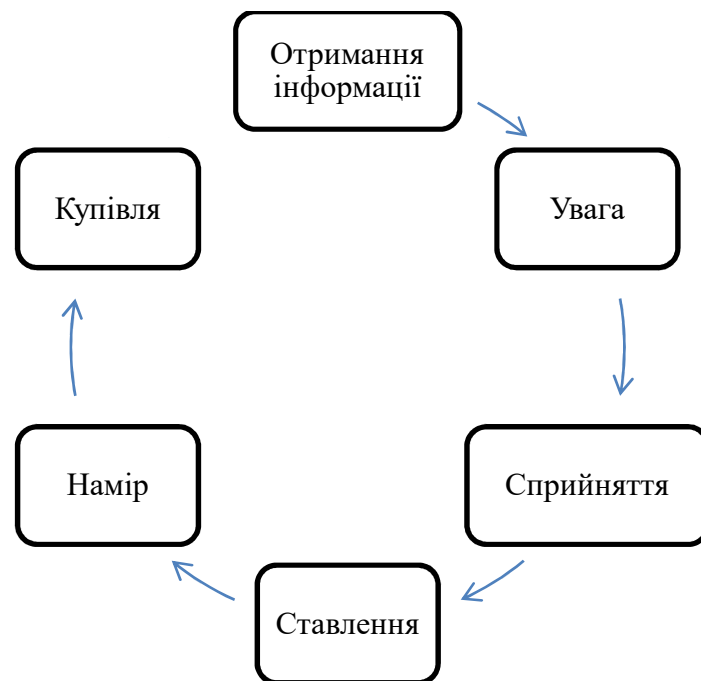 Отримання
інформації
Увага
Сприйняття
Ставлення
Намір
Купівля